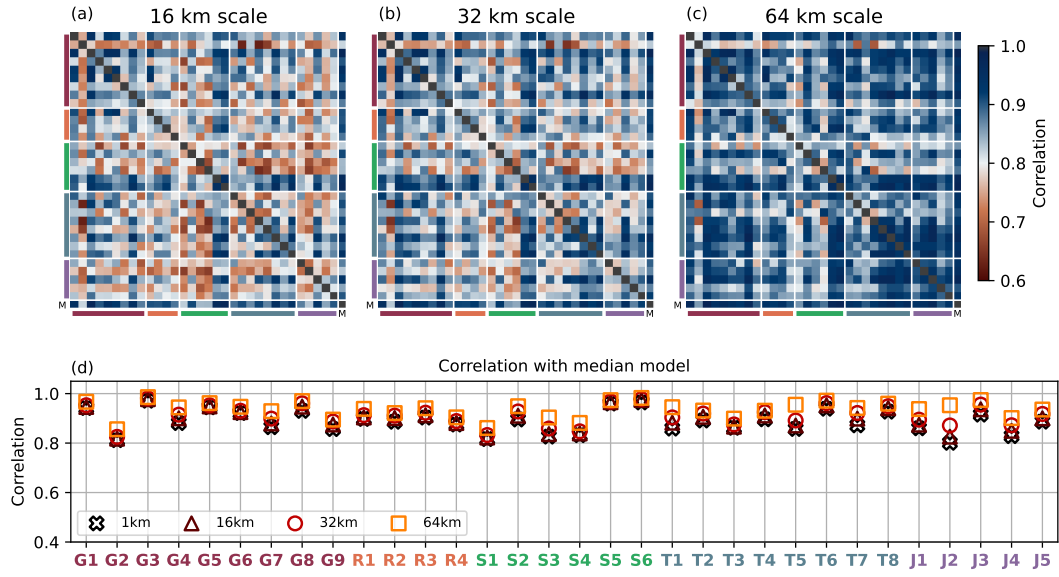 (a) 16 km scale
(b) 32 km scale
(c) 64 km scale
1.0
0.9
0.8
0.7
0.6
Correlation
M
M
M
M
M
M
(d) Correlation with median model
Correlation
1.0
0.8
0.6
0.4
1km 16km 32km 64km
G1 G2 G3 G4 G5 G6 G7 G8 G9 R1 R2 R3 R4 S1 S2 S3 S4 S5 S6 T1 T2 T3 T4 T5 T6 T7 T8 J1 J2 J3 J4 J5